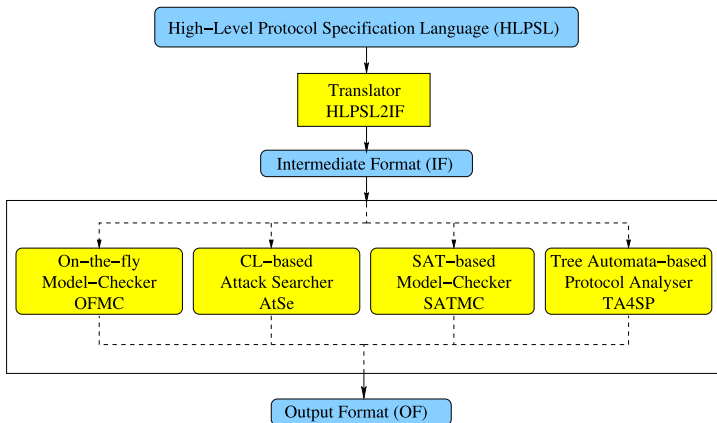 High−Level Protocol Specification Language (HLPSL)
Translator
HLPSL2IF
Intermediate Format (IF)
On−the−fly
Model−Checker
OFMC
CL−based
Attack Searcher
AtSe
SAT−based
Model−Checker
SATMC
Tree Automata−based
Protocol Analyser
TA4SP
Output Format (OF)